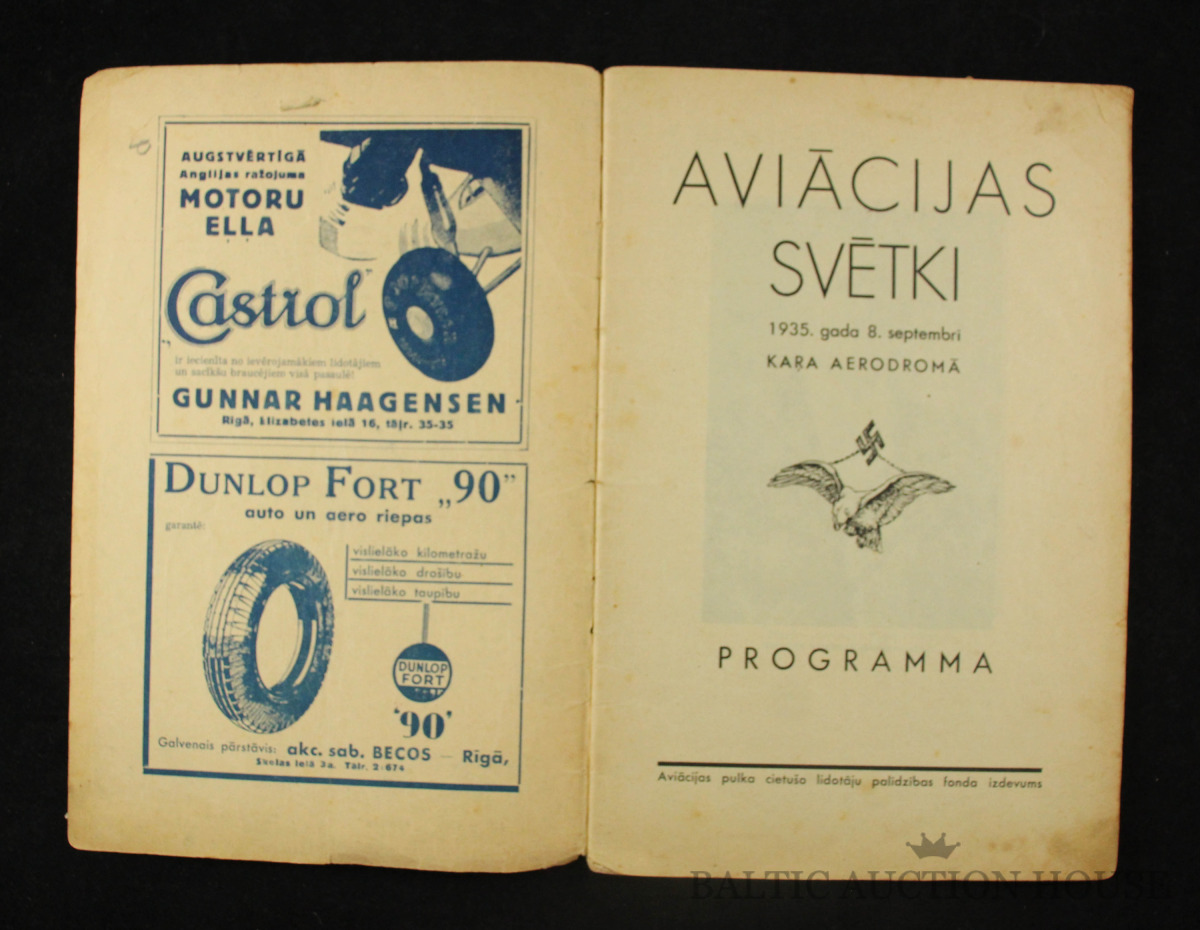 AUGSTVĒRTĪGĀ
Anglijas ražojuma
MOTORU
EĻĻA
„Castrol”
ir iecienīta no ievērojamākiem lidotājiem
un sacīkšu braucējiem visā pasaulē!
GUNNAR HAAGENSEN
Rīgā, Elizabetes ielā 16, tāļr. 35-35
DUNLOP FORT „90”
auto un aero riepas
garantē:
vislielāko kilometražu
vislielāko drošību
vislielāko taupību
DUNLOP
FORT
'90'
Galvenais pārstāvis: akc. sab. BECOS — Rīgā,
Skolas ielā 3a. Tālr. 2-674
AVIĀCIJAS
SVĒTKI
1935. gada 8. septembrī
KAŖA AERODROMĀ
PROGRAMMA
Aviācijas pulka cietušo lidotāju palīdzības fonda izdevums
BALTIC AUCTION HOUSE